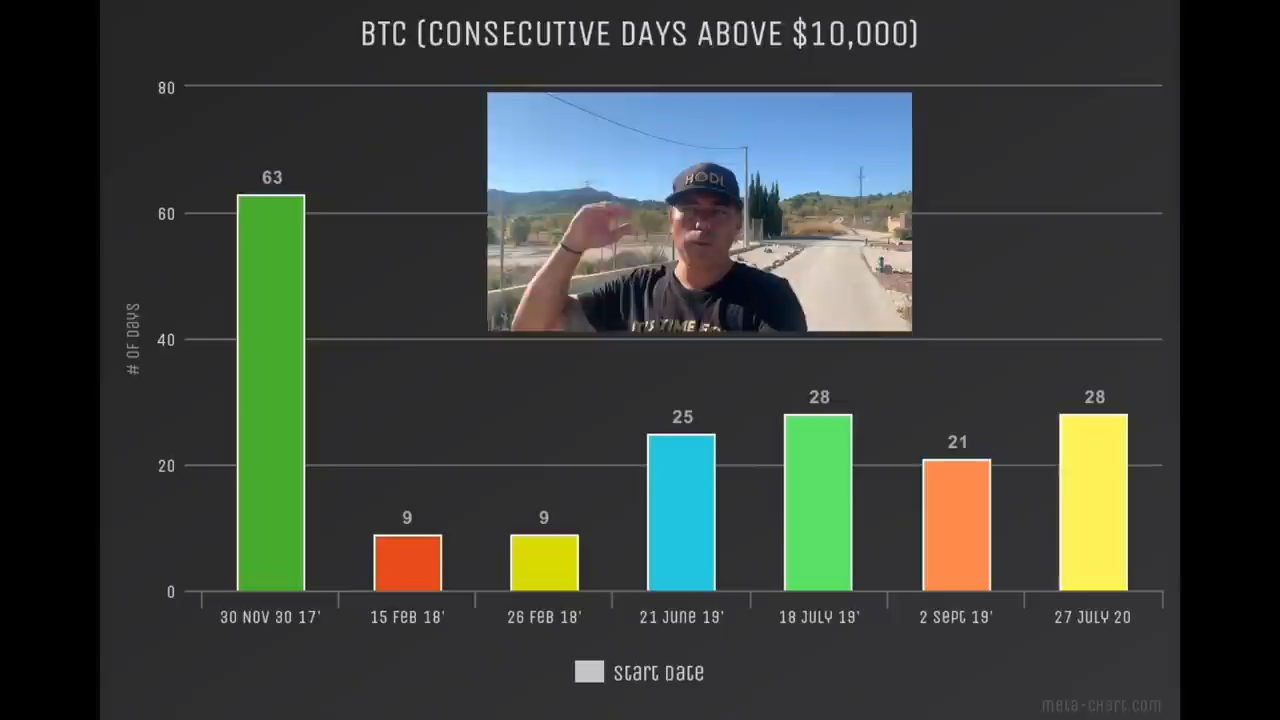 BTC (CONSECUTIVE DAYS ABOVE $10,000)
80
60
40
20
0
# OF DAYS
63
9
9
25
28
21
28
HODL
30 NOV 30 17'
15 FEB 18'
26 FEB 18'
21 JUNE 19'
18 JULY 19'
2 SEPT 19'
27 JULY 20
START DATE
meta-chart.com